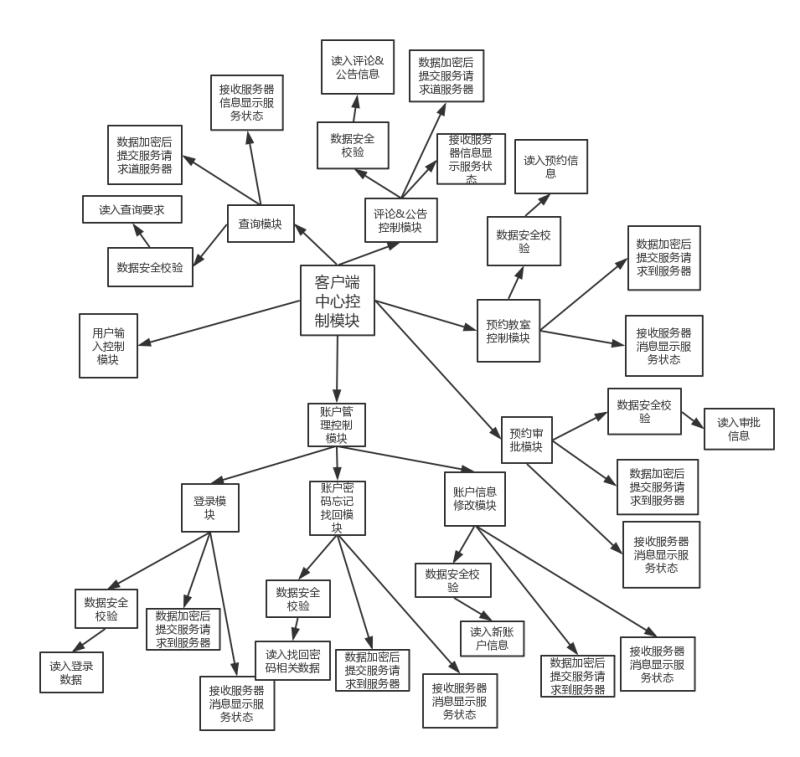 读入评论&
公告信息
数据加密后
提交服务请
求道服务器
接收服务器
信息显示服
务状态
数据安全
校验
数据加密后
提交服务请
求道服务器
接收服务
器信息显
示服务状
态
读入预约信
息
读入查询要求
查询模块
评论&公告
控制模块
数据安全校
验
数据安全校验
数据加密后
提交服务请
求到服务器
客户端
中心控
制模块
预约教室
控制模块
用户输
入控制
模块
接收服务器
消息显示服
务状态
账户管
理控制
模块
数据安全校
验
读入审批
信息
预约审
批模块
数据加密后
提交服务请
求到服务器
登录模
块
账户密
码忘记
找回模
块
账户信息
修改模块
接收服务器
消息显示服
务状态
数据安全
校验
数据加密后
提交服务请
求到服务器
数据安全
校验
数据安全校
验
读入新账
户信息
读入登录
数据
接收服务器
消息显示服
务状态
读入找回密
码相关数据
数据加密后
提交服务请
求到服务器
接收服务器
消息显示服
务状态
数据加密后
提交服务请
求到服务器
接收服务器
消息显示服
务状态